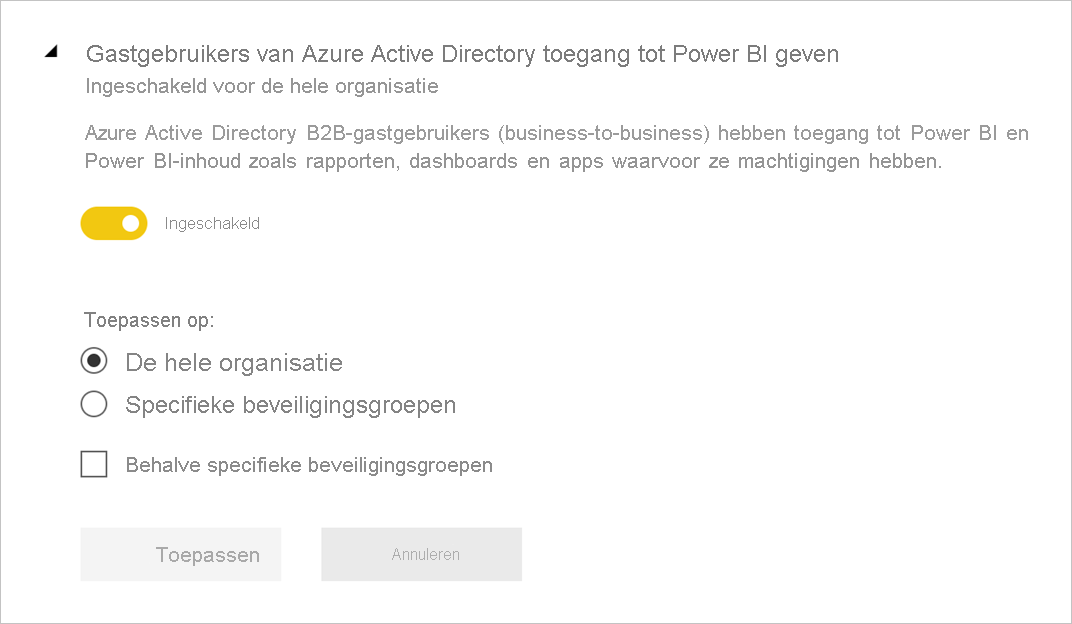 Gastgebruikers van Azure Active Directory toegang tot Power BI geven
Ingeschakeld voor de hele organisatie
Azure Active Directory B2B-gastgebruikers (business-to-business) hebben toegang tot Power BI en
Power BI-inhoud zoals rapporten, dashboards en apps waarvoor ze machtigingen hebben.
Ingeschakeld
Toepassen op:
De hele organisatie
Specifieke beveiligingsgroepen
Behalve specifieke beveiligingsgroepen
Toepassen
Annuleren